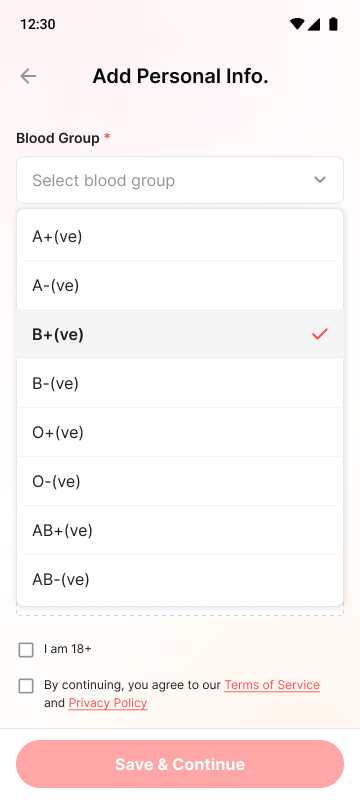 12:30
Add Personal Info.
Blood Group *
Select blood group
A+(ve)
A-(ve)
B+(ve)
B-(ve)
O+(ve)
O-(ve)
AB+(ve)
AB-(ve)
I am 18+
By continuing, you agree to our Terms of Service
and Privacy Policy
Save & Continue